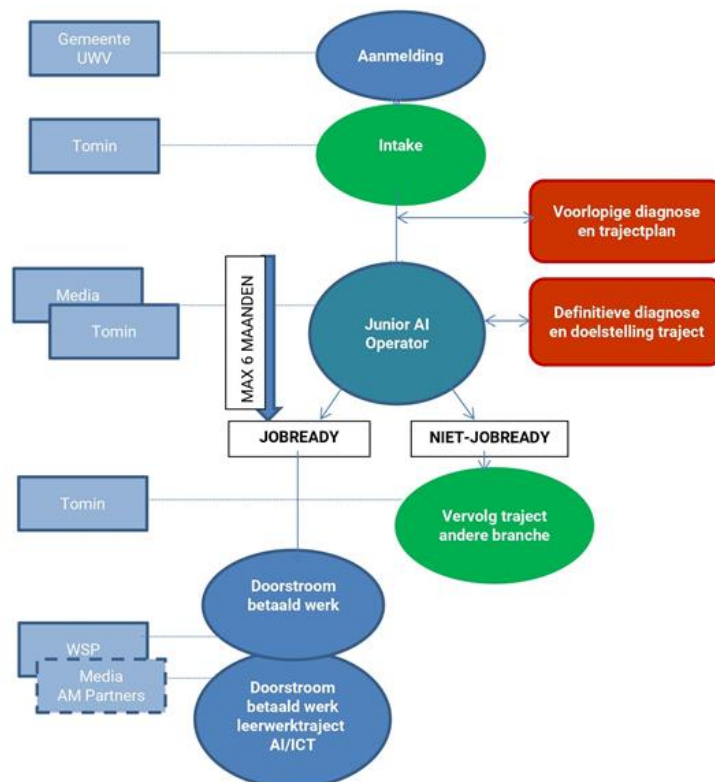 Gemeente
UWV
Aanmelding
Tomin
Intake
Voorlopige diagnose
en trajectplan
Media
Tomin
MAX 6 MAANDEN
Junior AI
Operator
Definitieve diagnose
en doelstelling traject
JOBREADY
NIET-JOBREADY
Tomin
Vervolg traject
andere branche
Doorstroom
betaald werk
WSP
Media
AM Partners
Doorstroom
betaald werk
leerwerktraject
AI/ICT